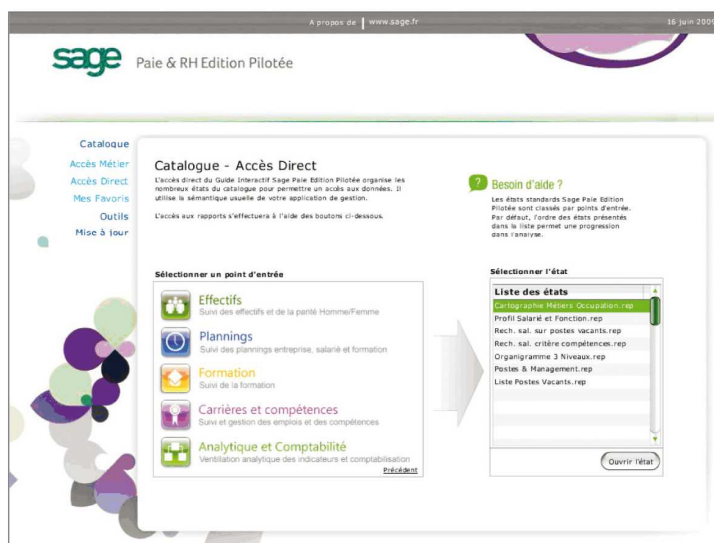 A propos de | www.sage.fr
16 juin 2009
sage Paie & RH Edition Pilotée
Catalogue
Accès Métier
Accès Direct
Mes Favoris
Outils
Mise à jour
Catalogue - Accès Direct
L'accès direct du Guide Interactif Sage Paie Edition Pilotée organise les
nombreux états du catalogue pour permettre un accès aux données. Il
utilise la sémantique usuelle de votre application de gestion.
L'accès aux rapports s'effectuera à l'aide des boutons ci-dessous.
? Besoin d'aide ?
Les états standards Sage Paie Edition
Pilotée sont classés par points d'entrée.
Par défaut, l'ordre des états présentés
dans la liste permet une progression
dans l'analyse.
Sélectionner un point d'entrée
Effectifs
Suivi des effectifs et de la parité Homme/Femme
Plannings
Suivi des plannings entreprise, salarié et formation
Formation
Suivi de la formation
Carrières et compétences
Suivi et gestion des emplois et des compétences
Analytique et Comptabilité
Ventilation analytique des indicateurs et comptabilisation
Précédent
Sélectionner l'état
Liste des états
Cartographie Métiers Occupation.rep
Profil Salarié et Fonction.rep
Rech. sal. sur postes vacants.rep
Rech. sal. critère compétences.rep
Organigramme 3 Niveaux.rep
Postes & Management.rep
Liste Postes Vacants.rep
Ouvrir l'état